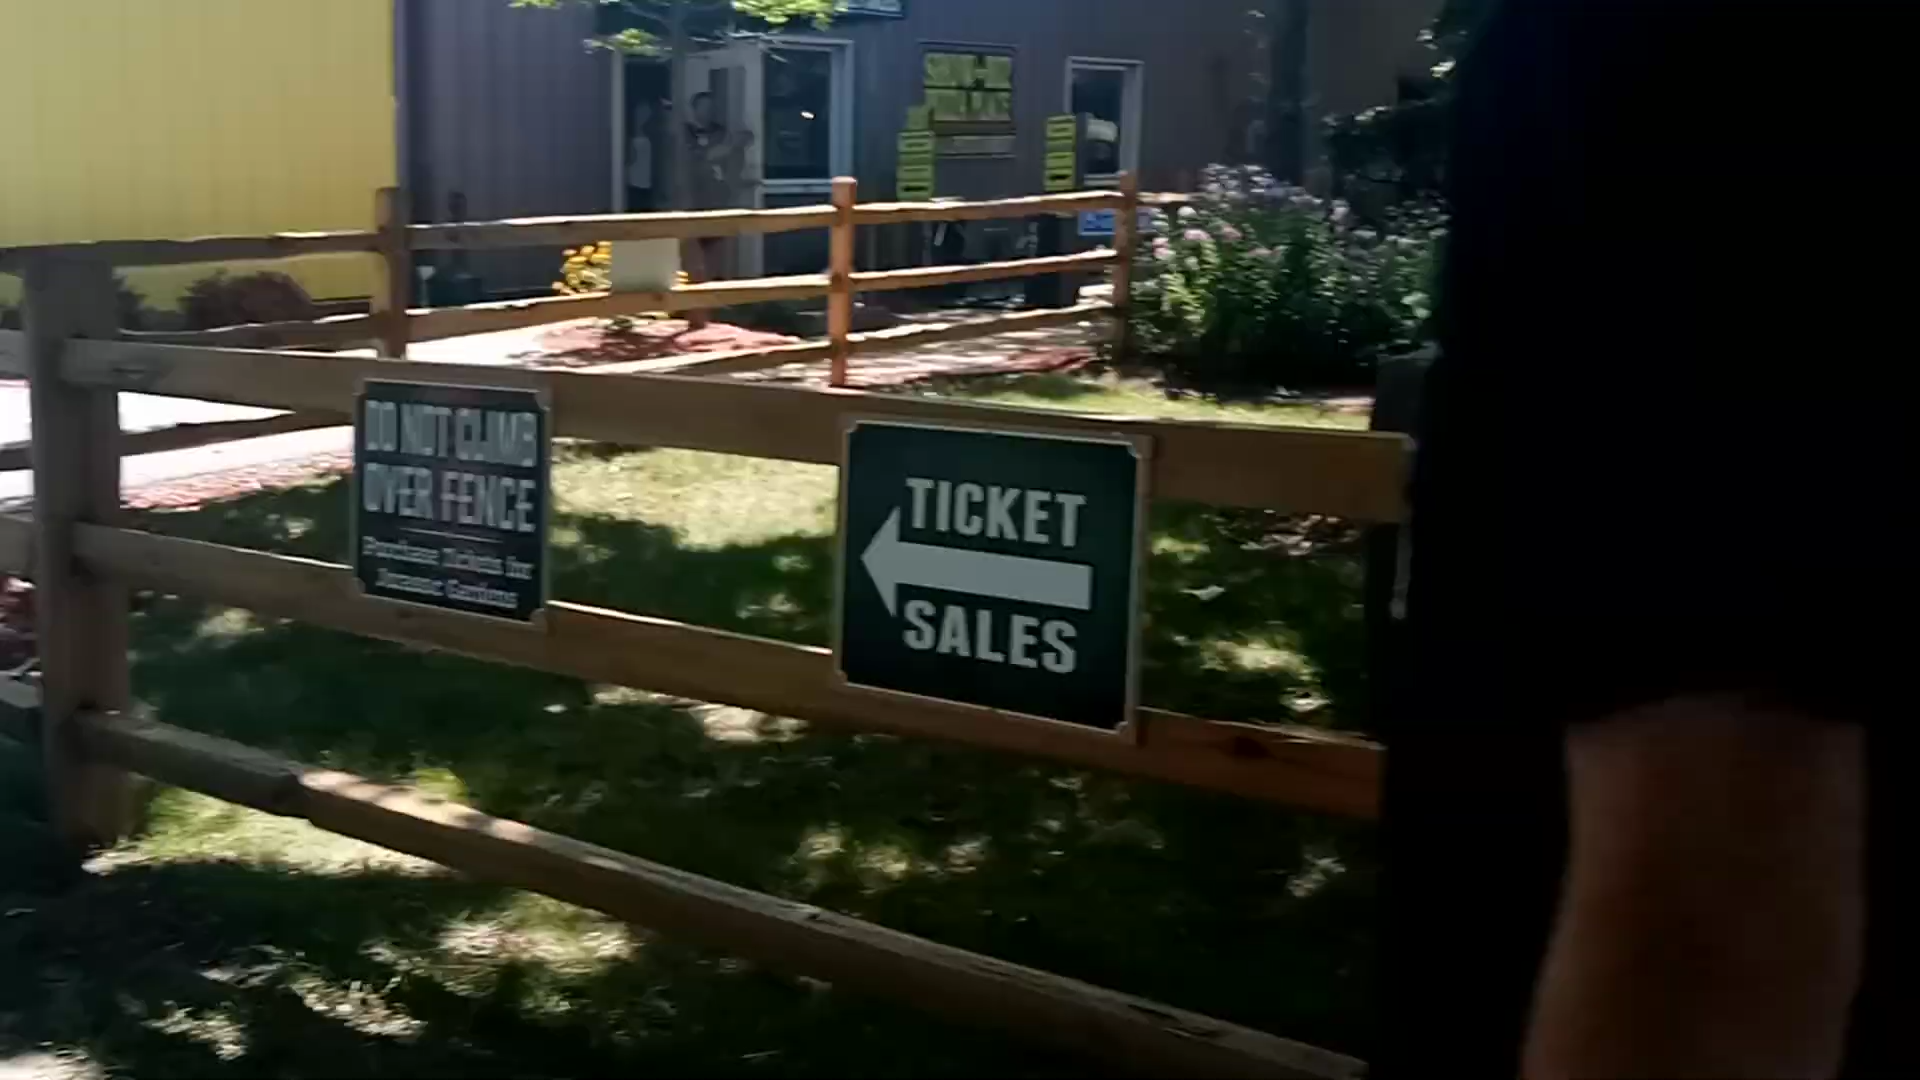 DO NOT CLIMB
OVER FENCE
Purchase Tickets for
Jurassic Gardens
TICKET
SALES